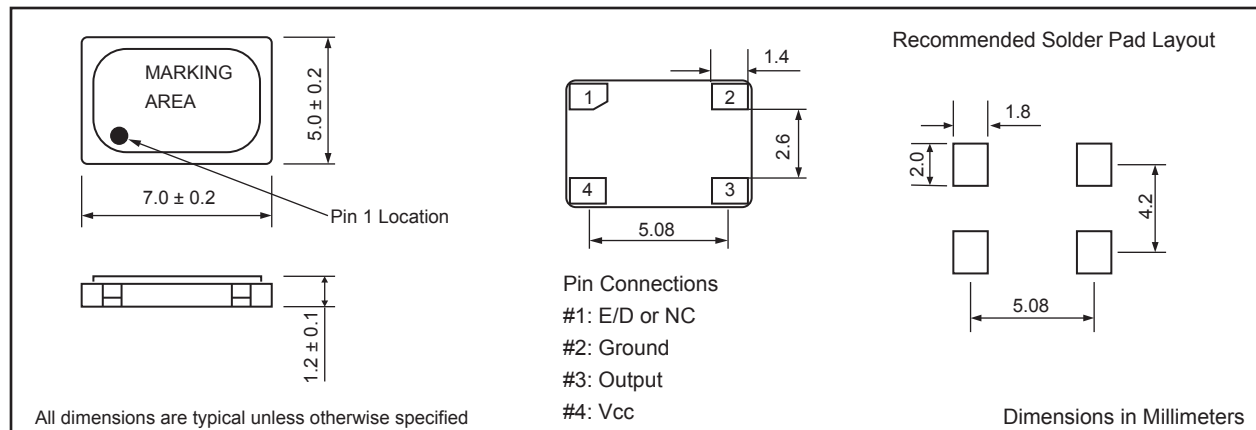 MARKING
AREA
5.0 ± 0.2
7.0 ± 0.2
Pin 1 Location
1.2 ± 0.1
All dimensions are typical unless otherwise specified
1.4
1
2
2.6
4
3
5.08
Pin Connections
#1: E/D or NC
#2: Ground
#3: Output
#4: Vcc
Recommended Solder Pad Layout
1.8
2.0
4.2
5.08
Dimensions in Millimeters